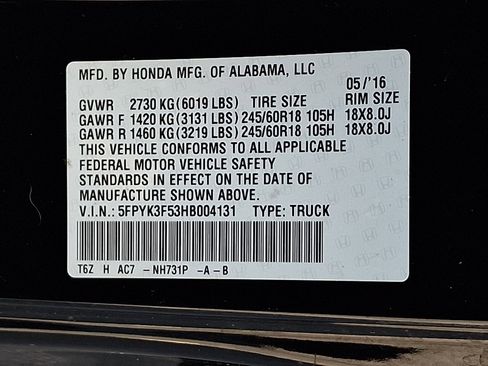 MFD. BY HONDA MFG. OF ALABAMA, LLC
05/'16
GVWR 2730 KG(6019 LBS) TIRE SIZE RIM SIZE
GAWR F 1420 KG(3131 LBS) 245/60R18 105H 18X8.0J
GAWR R 1460 KG(3219 LBS) 245/60R18 105H 18X8.0J
THIS VEHICLE CONFORMS TO ALL APPLICABLE
FEDERAL MOTOR VEHICLE SAFETY
STANDARDS IN EFFECT ON THE DATE OF
MANUFACTURE SHOWN ABOVE.
V.I.N.: 5FPYK3F53HB004131 TYPE: TRUCK
T6Z H AC7 -NH731P -A-B